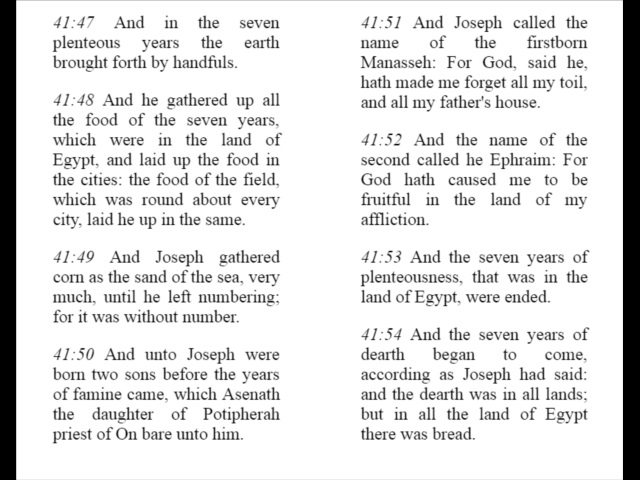 41:47 And in the seven
plenteous years the earth
brought forth by handfuls.
41:48 And he gathered up all
the food of the seven years,
which were in the land of
Egypt, and laid up the food in
the cities: the food of the field,
which was round about every
city, laid he up in the same.
41:49 And Joseph gathered
corn as the sand of the sea, very
much, until he left numbering;
for it was without number.
41:50 And unto Joseph were
born two sons before the years
of famine came, which Asenath
the daughter of Potipherah
priest of On bare unto him.
41:51 And Joseph called the
name of the firstborn
Manasseh: For God, said he,
hath made me forget all my toil,
and all my father's house.
41:52 And the name of the
second called he Ephraim: For
God hath caused me to be
fruitful in the land of my
affliction.
41:53 And the seven years of
plenteousness, that was in the
land of Egypt, were ended.
41:54 And the seven years of
dearth began to come,
according as Joseph had said:
and the dearth was in all lands;
but in all the land of Egypt
there was bread.